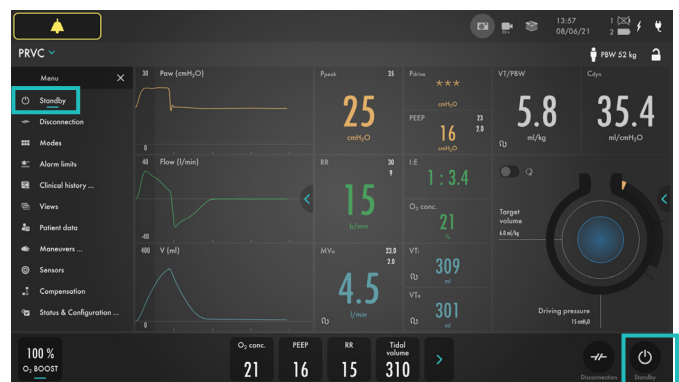 13:57
08/06/21
1
2
PRVC
PBW 52 kg
Menu
Standby
Disconnection
Modes
Alarm limits
Clinical history ...
Views
Patient data
Maneuvers ...
Sensors
Compensation
Status & Configuration ...
30 Paw (cmH₂O)
0
40 Flow (l/min)
-40
400 V (ml)
0
Ppeak 35
25
cmH₂O
Pdrive
***
cmH₂O
PEEP 23
2.0
16
cmH₂O
VT/PBW
5.8
ml/kg
Cdyn
35.4
ml/cmH₂O
RR 30
9
15
b/min
I:E
1 : 3.4
O₂ conc.
21
%
MVe 23.0
2.0
4.5
l/min
VTi
309
ml
VTe
301
ml
Target
volume
6.0 ml/kg
Driving pressure
15 cmH₂O
100 %
O₂ BOOST
O₂ conc.
21
PEEP
16
RR
15
Tidal
volume
310
Disconnection
Standby